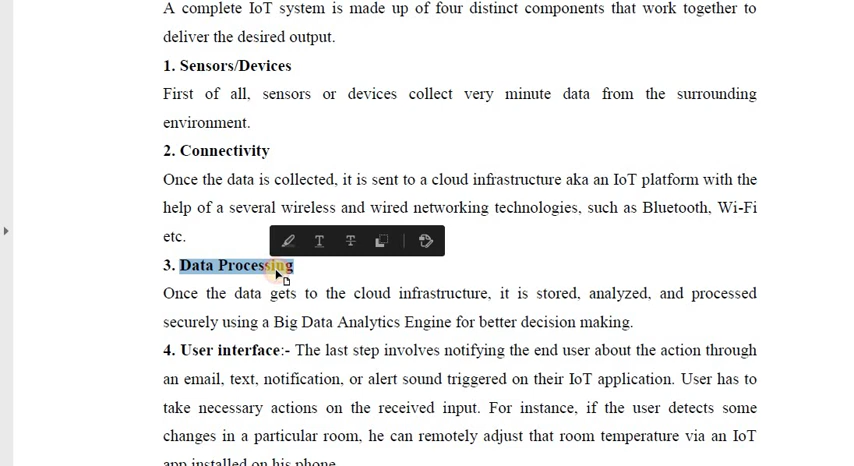 A complete IoT system is made up of four distinct components that work together to
deliver the desired output.
1. Sensors/Devices
First of all, sensors or devices collect very minute data from the surrounding
environment.
2. Connectivity
Once the data is collected, it is sent to a cloud infrastructure aka an IoT platform with the
help of a several wireless and wired networking technologies, such as Bluetooth, Wi-Fi
etc.
3. Data Processing
Once the data gets to the cloud infrastructure, it is stored, analyzed, and processed
securely using a Big Data Analytics Engine for better decision making.
4. User interface:- The last step involves notifying the end user about the action through
an email, text, notification, or alert sound triggered on their IoT application. User has to
take necessary actions on the received input. For instance, if the user detects some
changes in a particular room, he can remotely adjust that room temperature via an IoT
app installed on his phone.